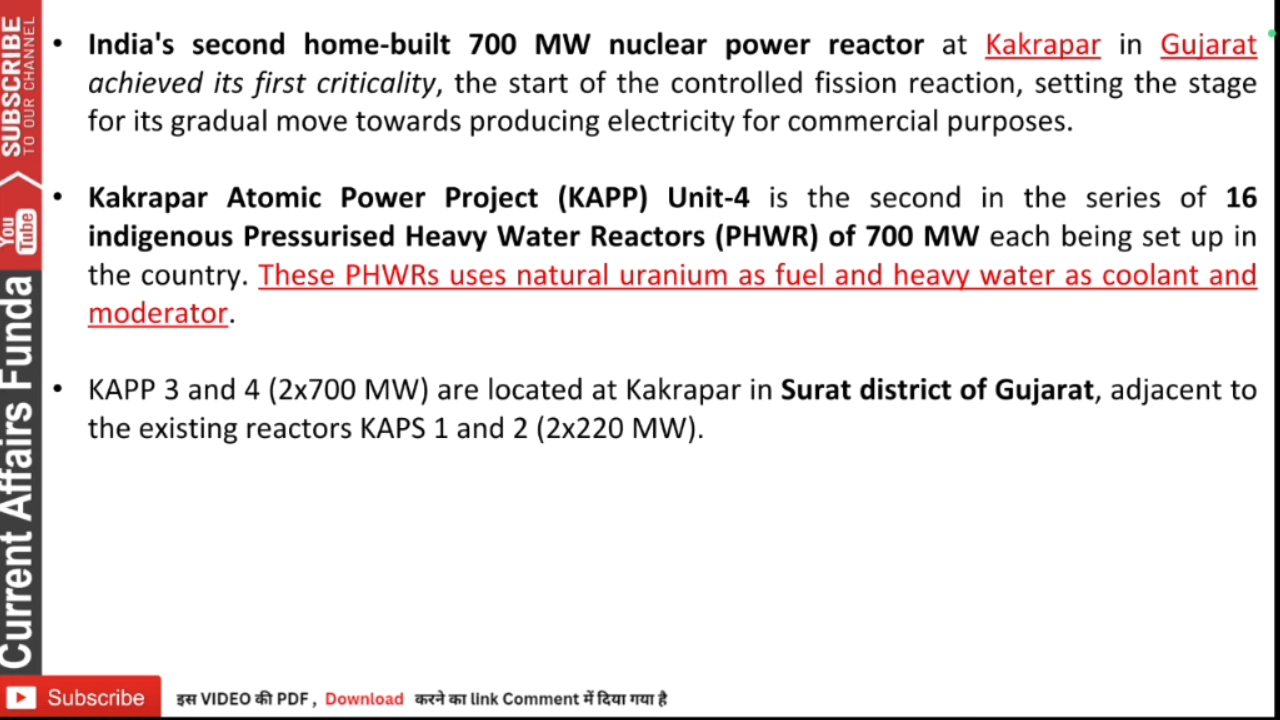 SUBSCRIBE
TO OUR CHANNEL
You
Tube
Current Affairs Funda
• India's second home-built 700 MW nuclear power reactor at Kakrapar in Gujarat
achieved its first criticality, the start of the controlled fission reaction, setting the stage
for its gradual move towards producing electricity for commercial purposes.
• Kakrapar Atomic Power Project (KAPP) Unit-4 is the second in the series of 16
indigenous Pressurised Heavy Water Reactors (PHWR) of 700 MW each being set up in
the country. These PHWRs uses natural uranium as fuel and heavy water as coolant and
moderator.
• KAPP 3 and 4 (2x700 MW) are located at Kakrapar in Surat district of Gujarat, adjacent to
the existing reactors KAPS 1 and 2 (2x220 MW).
Subscribe
इस VIDEO की PDF , Download करने का link Comment में दिया गया है